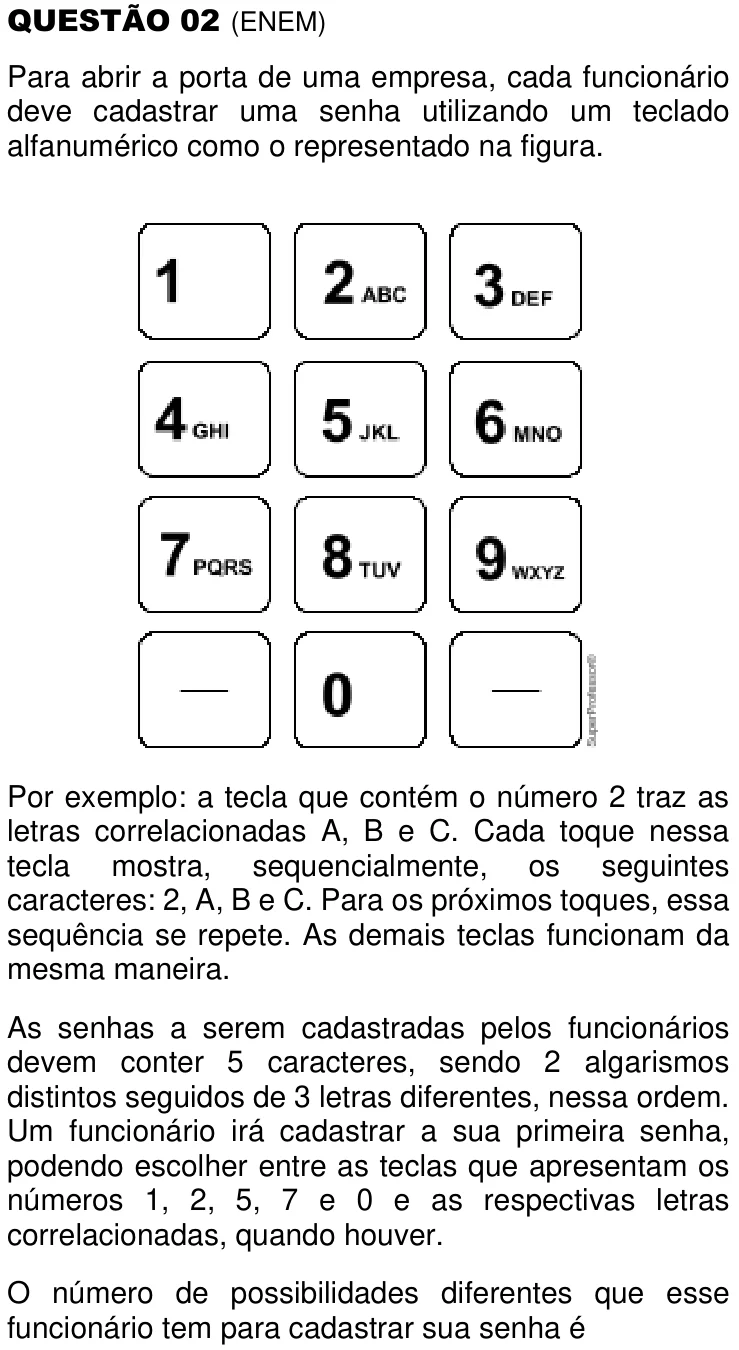 QUESTÃO 02 (ENEM)
Para abrir a porta de uma empresa, cada funcionário
deve cadastrar uma senha utilizando um teclado
alfanumérico como o representado na figura.
1 2 ABC 3 DEF
4 GHI 5 JKL 6 MNO
7 PQRS 8 TUV 9 WXYZ
— 0 —
SuperProfessor®
Por exemplo: a tecla que contém o número 2 traz as
letras correlacionadas A, B e C. Cada toque nessa
tecla mostra, sequencialmente, os seguintes
caracteres: 2, A, B e C. Para os próximos toques, essa
sequência se repete. As demais teclas funcionam da
mesma maneira.
As senhas a serem cadastradas pelos funcionários
devem conter 5 caracteres, sendo 2 algarismos
distintos seguidos de 3 letras diferentes, nessa ordem.
Um funcionário irá cadastrar a sua primeira senha,
podendo escolher entre as teclas que apresentam os
números 1, 2, 5, 7 e 0 e as respectivas letras
correlacionadas, quando houver.
O número de possibilidades diferentes que esse
funcionário tem para cadastrar sua senha é